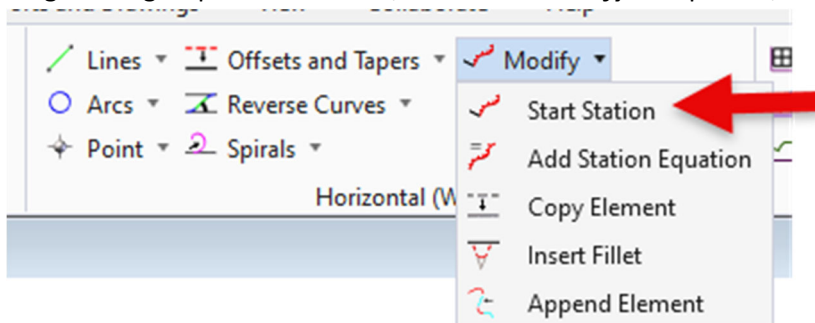 Lines Offsets and Tapers Modify
Arcs Reverse Curves Start Station
Point Spirals Add Station Equation
Horizontal (W
Copy Element
Insert Fillet
Append Element